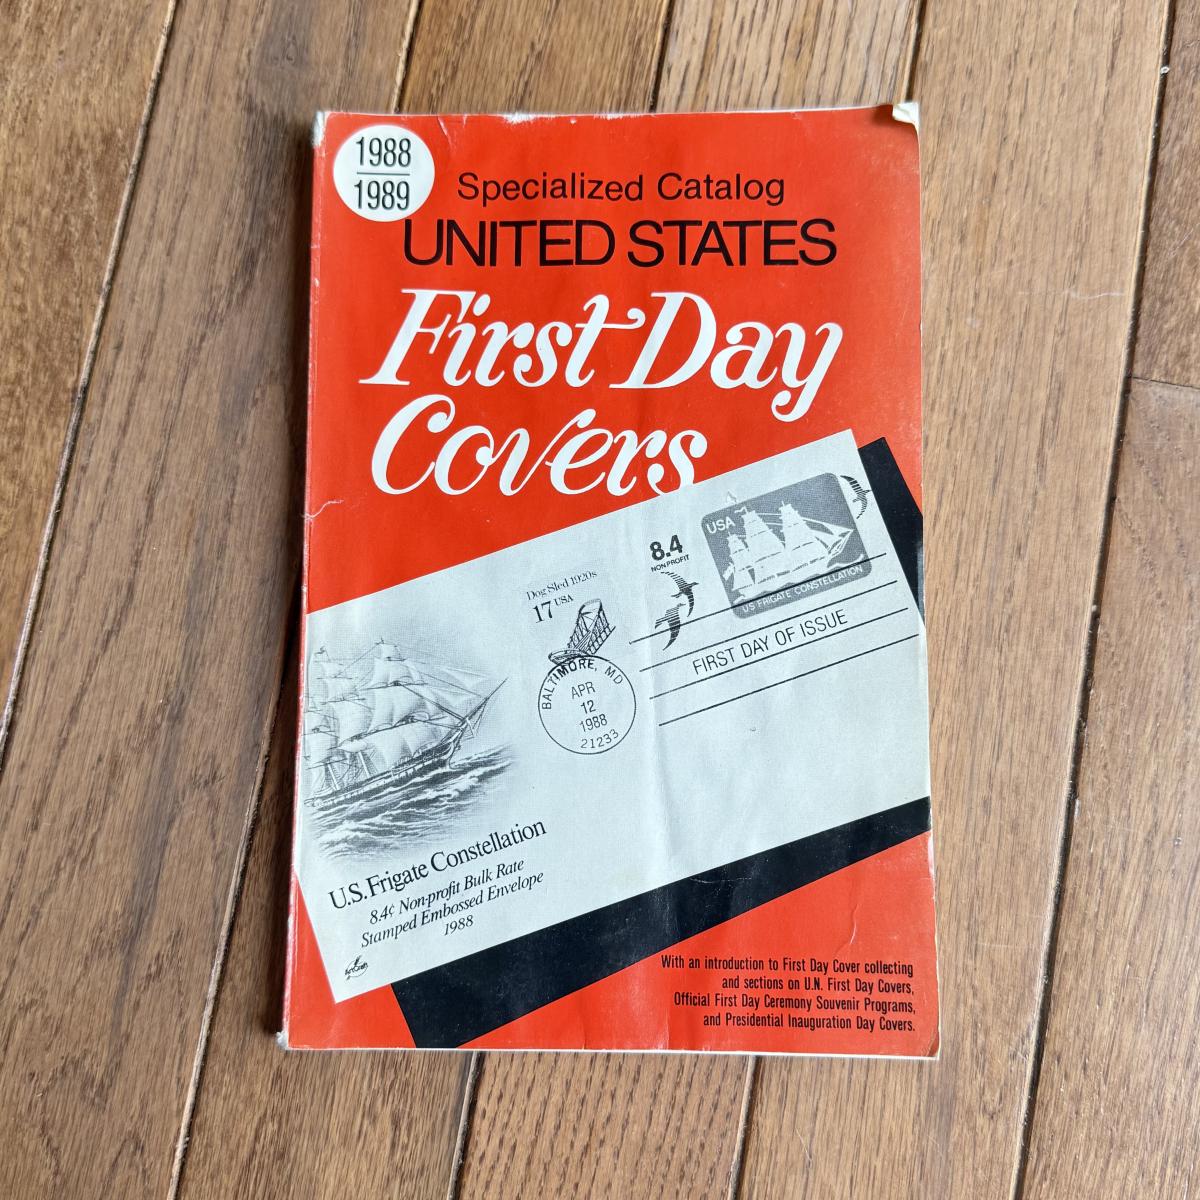 1988
1989
Specialized Catalog
UNITED STATES
First Day
Covers
USA
8.4
NONPROFIT
US FRIGATE CONSTELLATION
Dog Sled 1920s
17 USA
FIRST DAY OF ISSUE
BALTIMORE, MD
APR
12
1988
21233
U.S. Frigate Constellation
8.4¢ Non-profit Bulk Rate
Stamped Embossed Envelope
1988
ArtCraft
With an introduction to First Day Cover collecting
and sections on U.N. First Day Covers,
Official First Day Ceremony Souvenir Programs,
and Presidential Inauguration Day Covers.